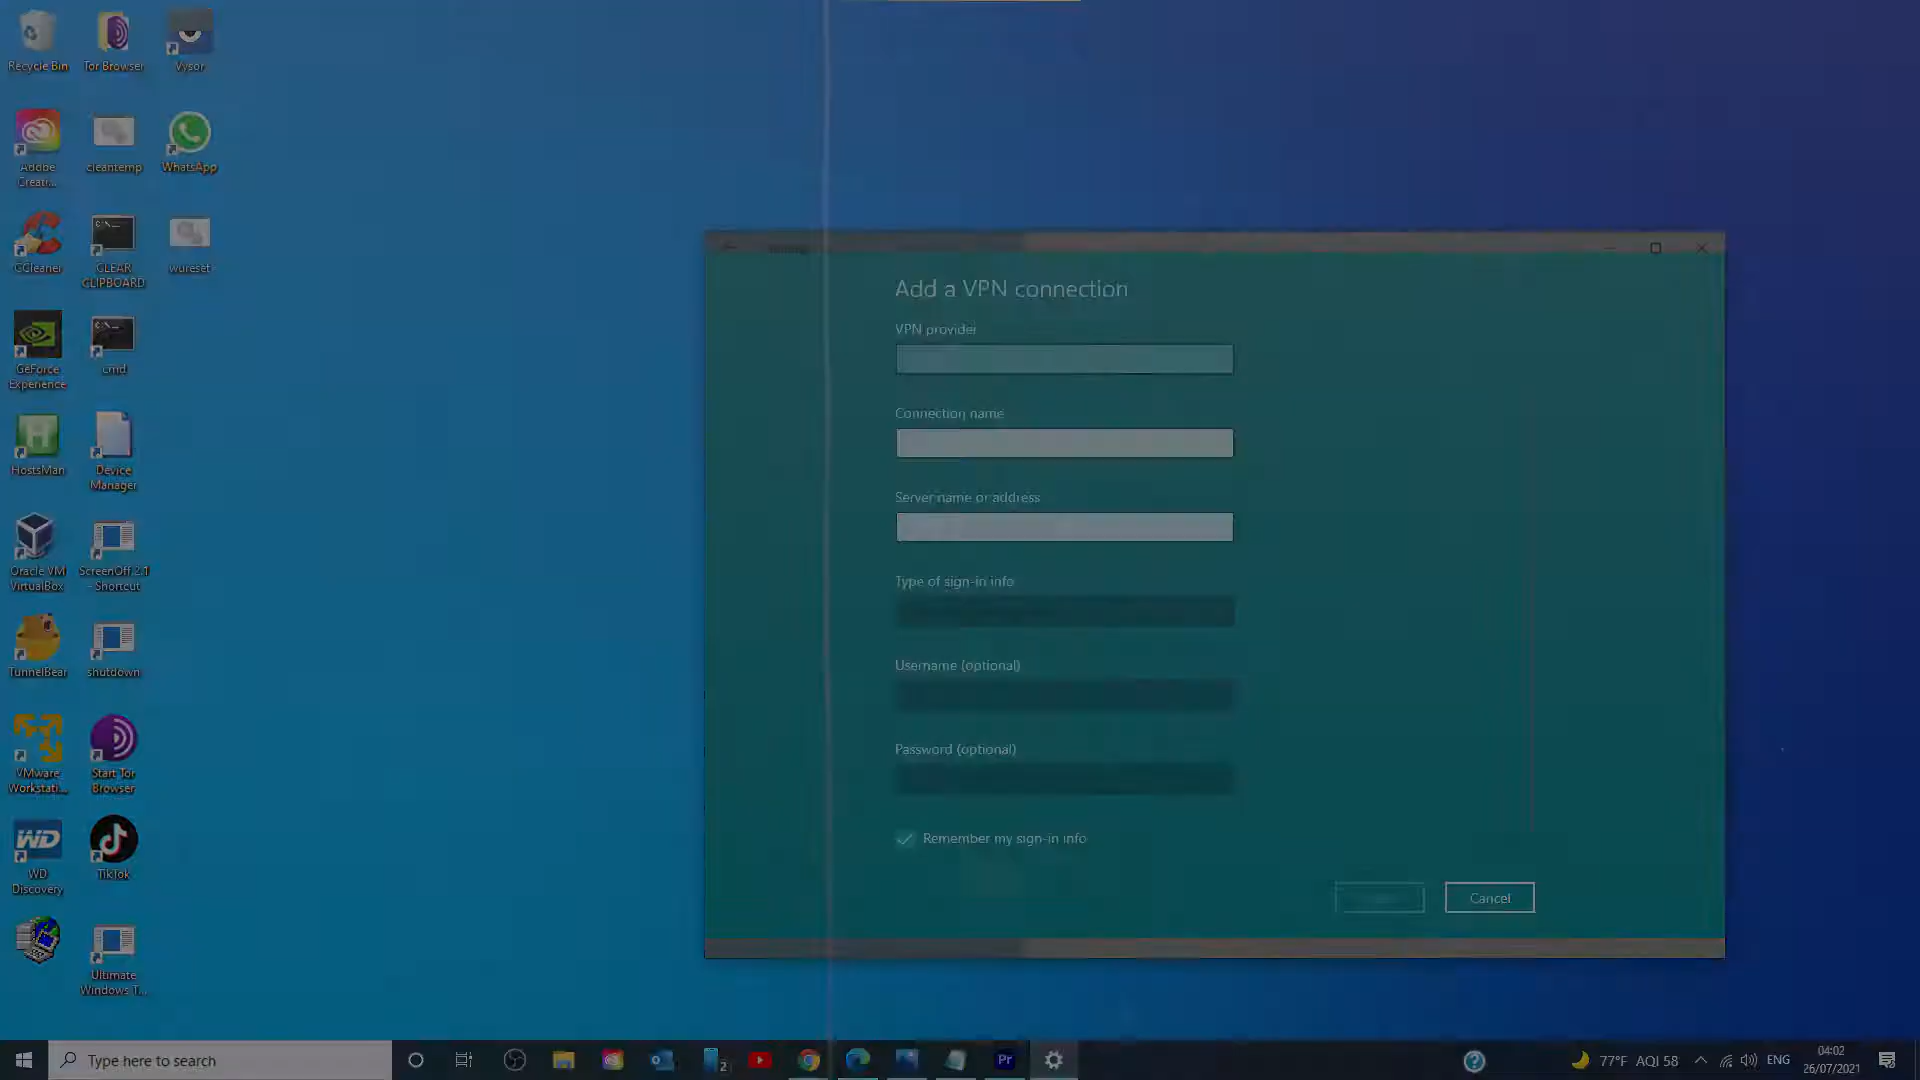 Recycle Bin
Tor Browser
Vysor
Adobe
Creati...
cleantemp
WhatsApp
CCleaner
CLEAR
CLIPBOARD
wureset
GeForce
Experience
cmd
HostsMan
Device
Manager
Oracle VM
VirtualBox
ScreenOff 2.1
- Shortcut
TunnelBear
shutdown
VMware
Workstati...
Start Tor
Browser
WD
WD
Discovery
TikTok
Ultimate
Windows T...
Add a VPN connection
VPN provider
Connection name
Server name or address
Type of sign-in info
Username (optional)
Password (optional)
Remember my sign-in info
Cancel
Type here to search
2
Pr
77°F AQI 58
ENG
04:02
26/07/2021